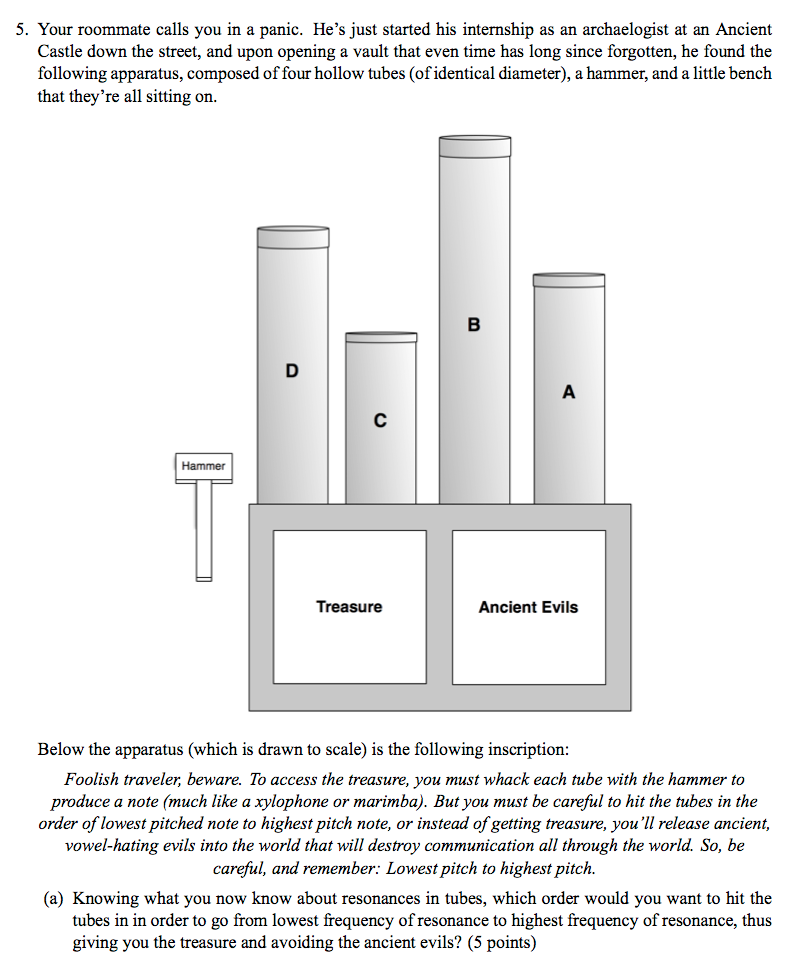 5. Your roommate calls you in a panic. He's just started his internship as an archaelogist at an Ancient
Castle down the street, and upon opening a vault that even time has long since forgotten, he found the
following apparatus, composed of four hollow tubes (of identical diameter), a hammer, and a little bench
that they're all sitting on.
B
D
A
C
Hammer
Treasure
Ancient Evils
Below the apparatus (which is drawn to scale) is the following inscription:
Foolish traveler, beware. To access the treasure, you must whack each tube with the hammer to
produce a note (much like a xylophone or marimba). But you must be careful to hit the tubes in the
order of lowest pitched note to highest pitch note, or instead of getting treasure, you'll release ancient,
vowel-hating evils into the world that will destroy communication all through the world. So, be
careful, and remember: Lowest pitch to highest pitch.
(a) Knowing what you now know about resonances in tubes, which order would you want to hit the
tubes in in order to go from lowest frequency of resonance to highest frequency of resonance, thus
giving you the treasure and avoiding the ancient evils? (5 points)